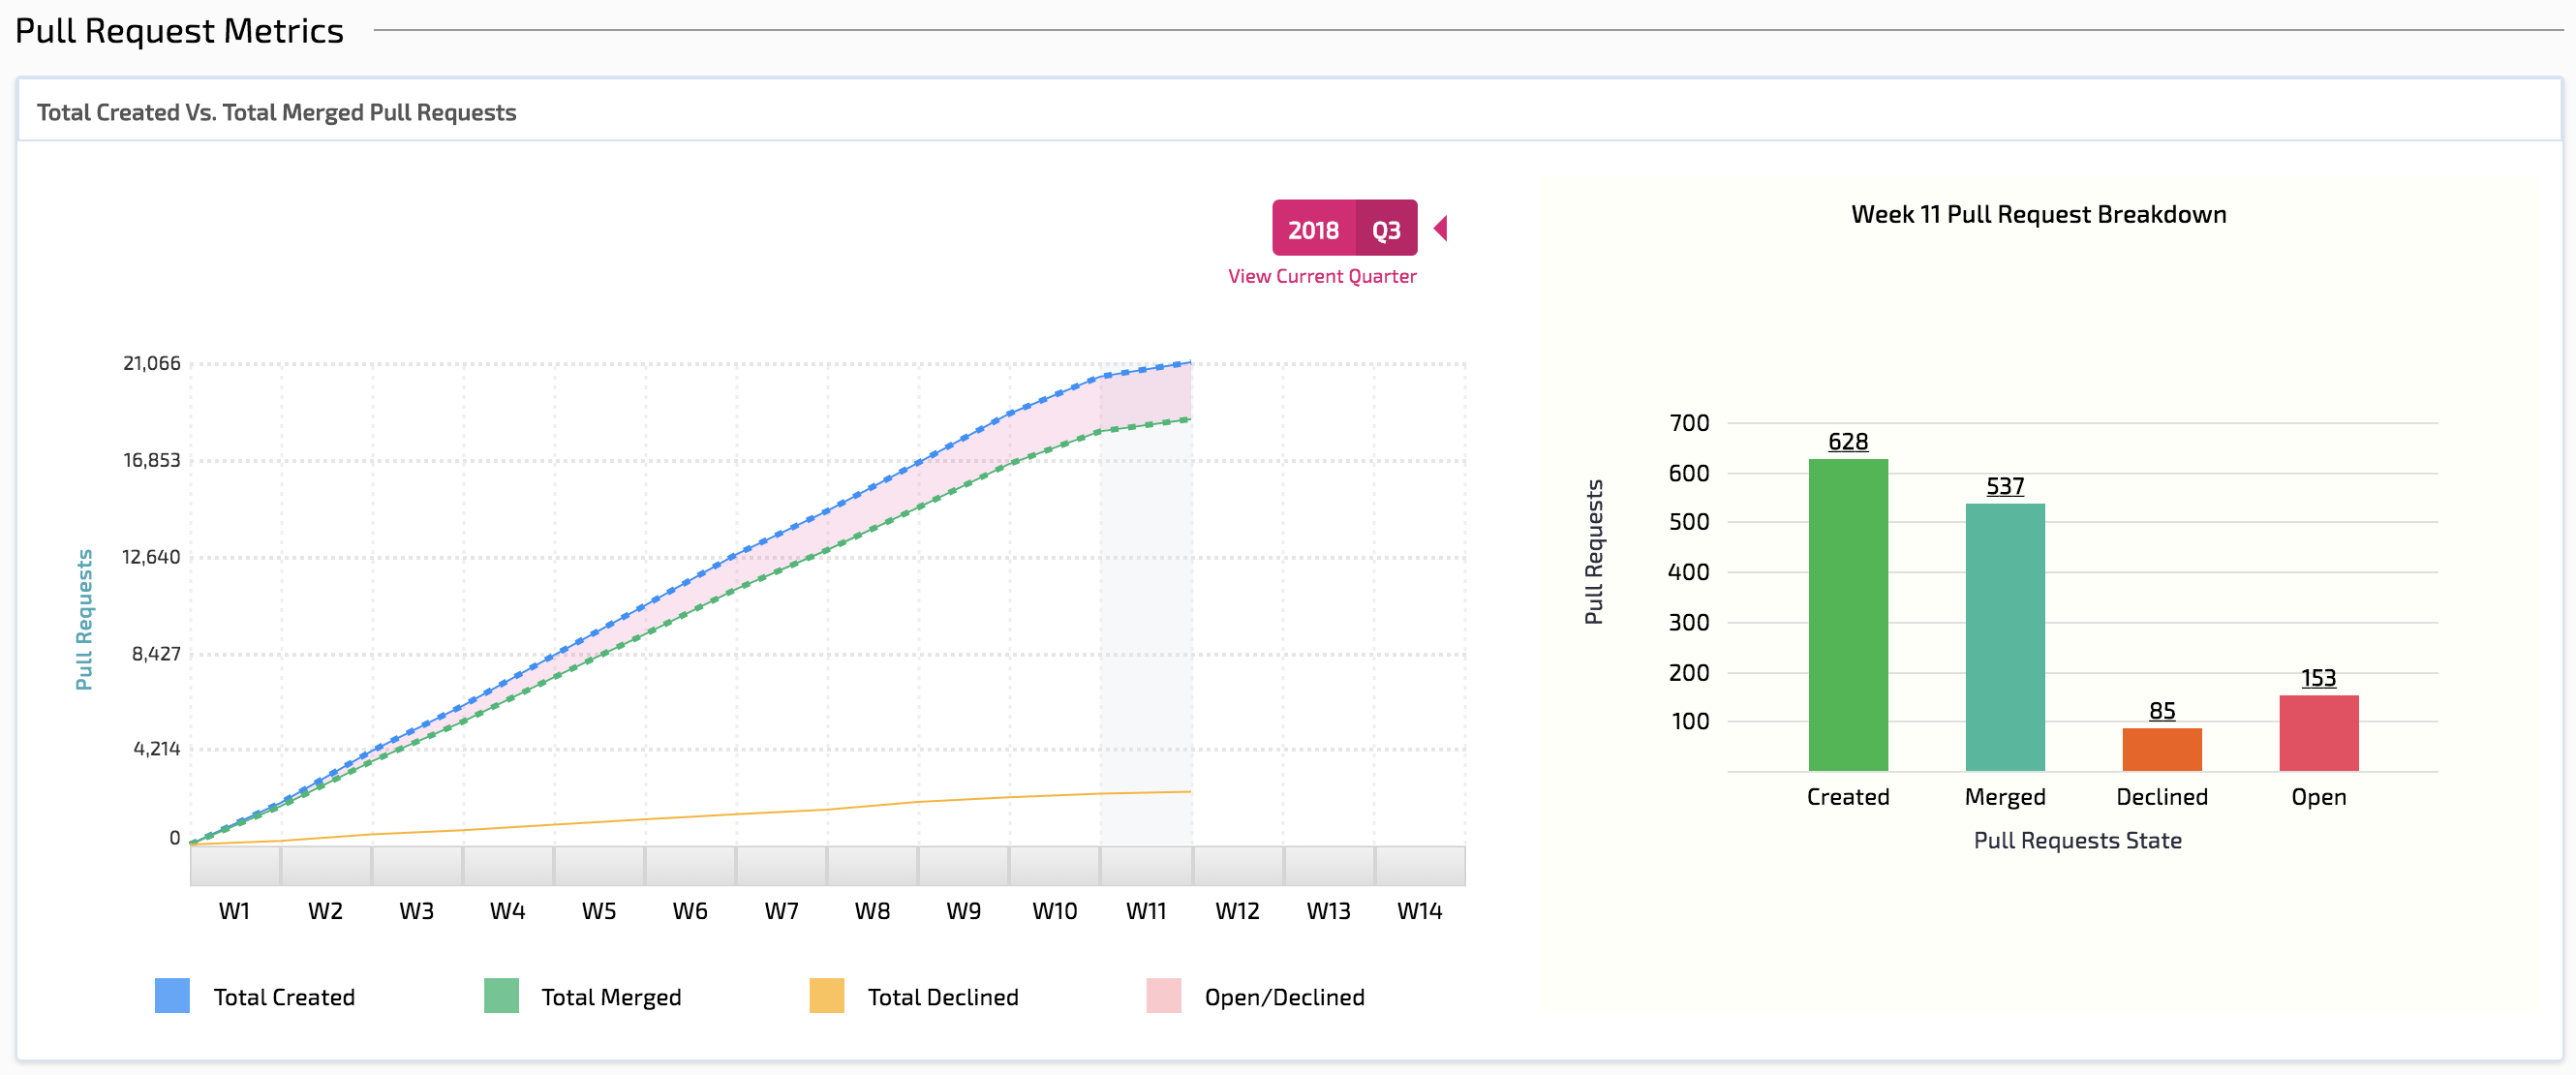 Pull Request Metrics
Total Created Vs. Total Merged Pull Requests
2018 Q3
View Current Quarter
Pull Requests
21,066
16,853
12,640
8,427
4,214
0
W1 W2 W3 W4 W5 W6 W7 W8 W9 W10 W11 W12 W13 W14
Total Created Total Merged Total Declined Open/Declined
Week 11 Pull Request Breakdown
Pull Requests
700
600
500
400
300
200
100
628
537
85
153
Created Merged Declined Open
Pull Requests State